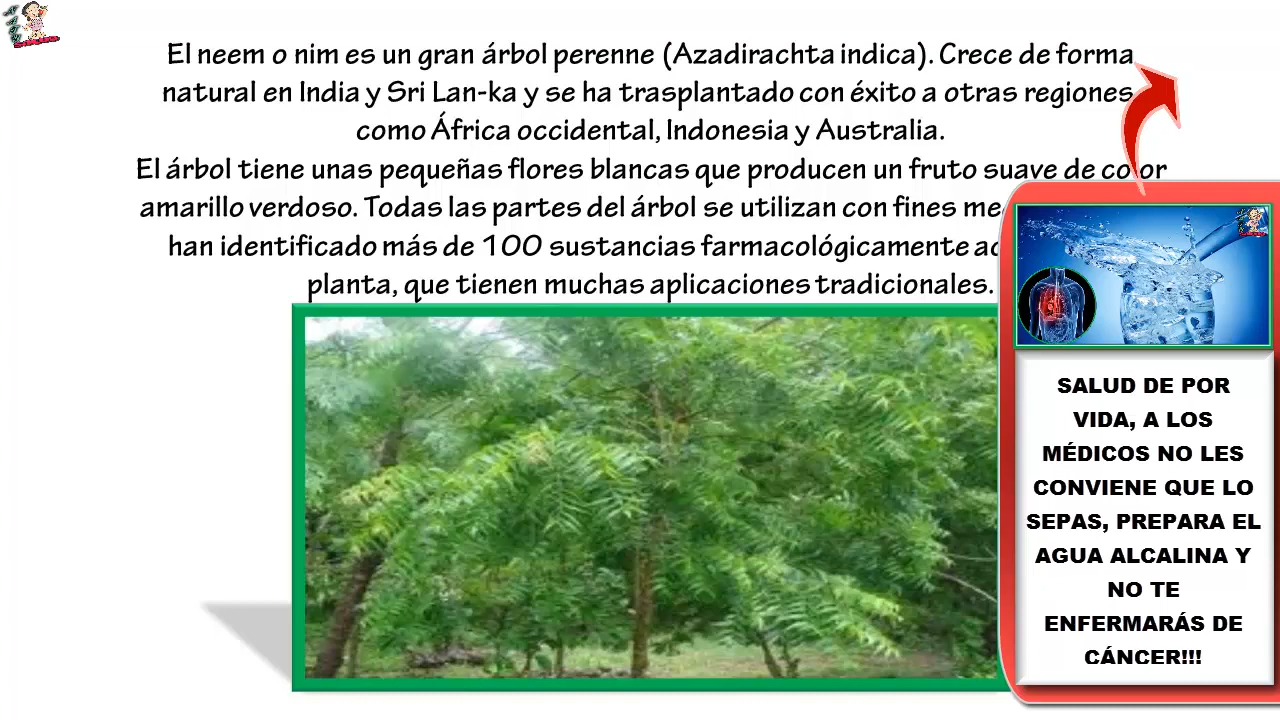 El neem o nim es un gran árbol perenne (Azadirachta indica). Crece de forma
natural en India y Sri Lan-ka y se ha trasplantado con éxito a otras regiones
como África occidental, Indonesia y Australia.
El árbol tiene unas pequeñas flores blancas que producen un fruto suave de color
amarillo verdoso. Todas las partes del árbol se utilizan con fines
han identificado más de 100 sustancias farmacológicamente
planta, que tienen muchas aplicaciones tradicionales.
SALUD DE POR
VIDA, A LOS
MÉDICOS NO LES
CONVIENE QUE LO
SEPAS, PREPARA EL
AGUA ALCALINA Y
NO TE
ENFERMARÁS DE
CÁNCER!!!